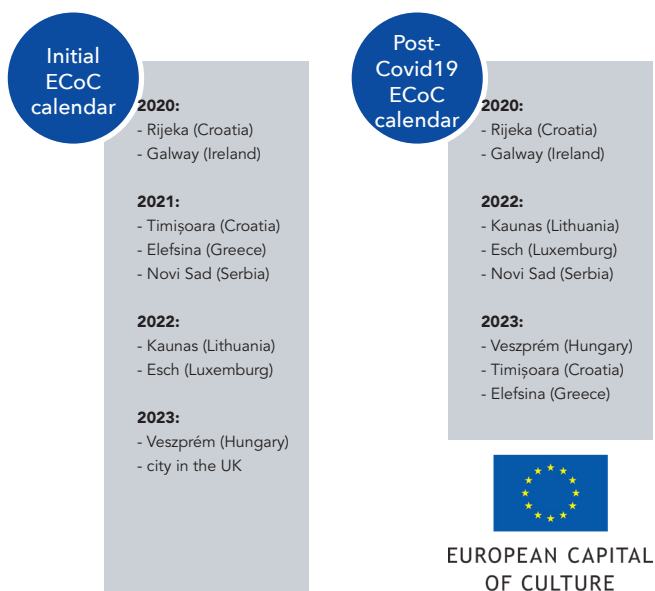 Initial
ECoC
calendar
2020:
- Rijeka (Croatia)
- Galway (Ireland)
2021:
- Timișoara (Croatia)
- Elefsina (Greece)
- Novi Sad (Serbia)
2022:
- Kaunas (Lithuania)
- Esch (Luxemburg)
2023:
- Veszprém (Hungary)
- city in the UK
Post-
Covid19
ECoC
calendar
2020:
- Rijeka (Croatia)
- Galway (Ireland)
2022:
- Kaunas (Lithuania)
- Esch (Luxemburg)
- Novi Sad (Serbia)
2023:
- Veszprém (Hungary)
- Timișoara (Croatia)
- Elefsina (Greece)
EUROPEAN CAPITAL
OF CULTURE